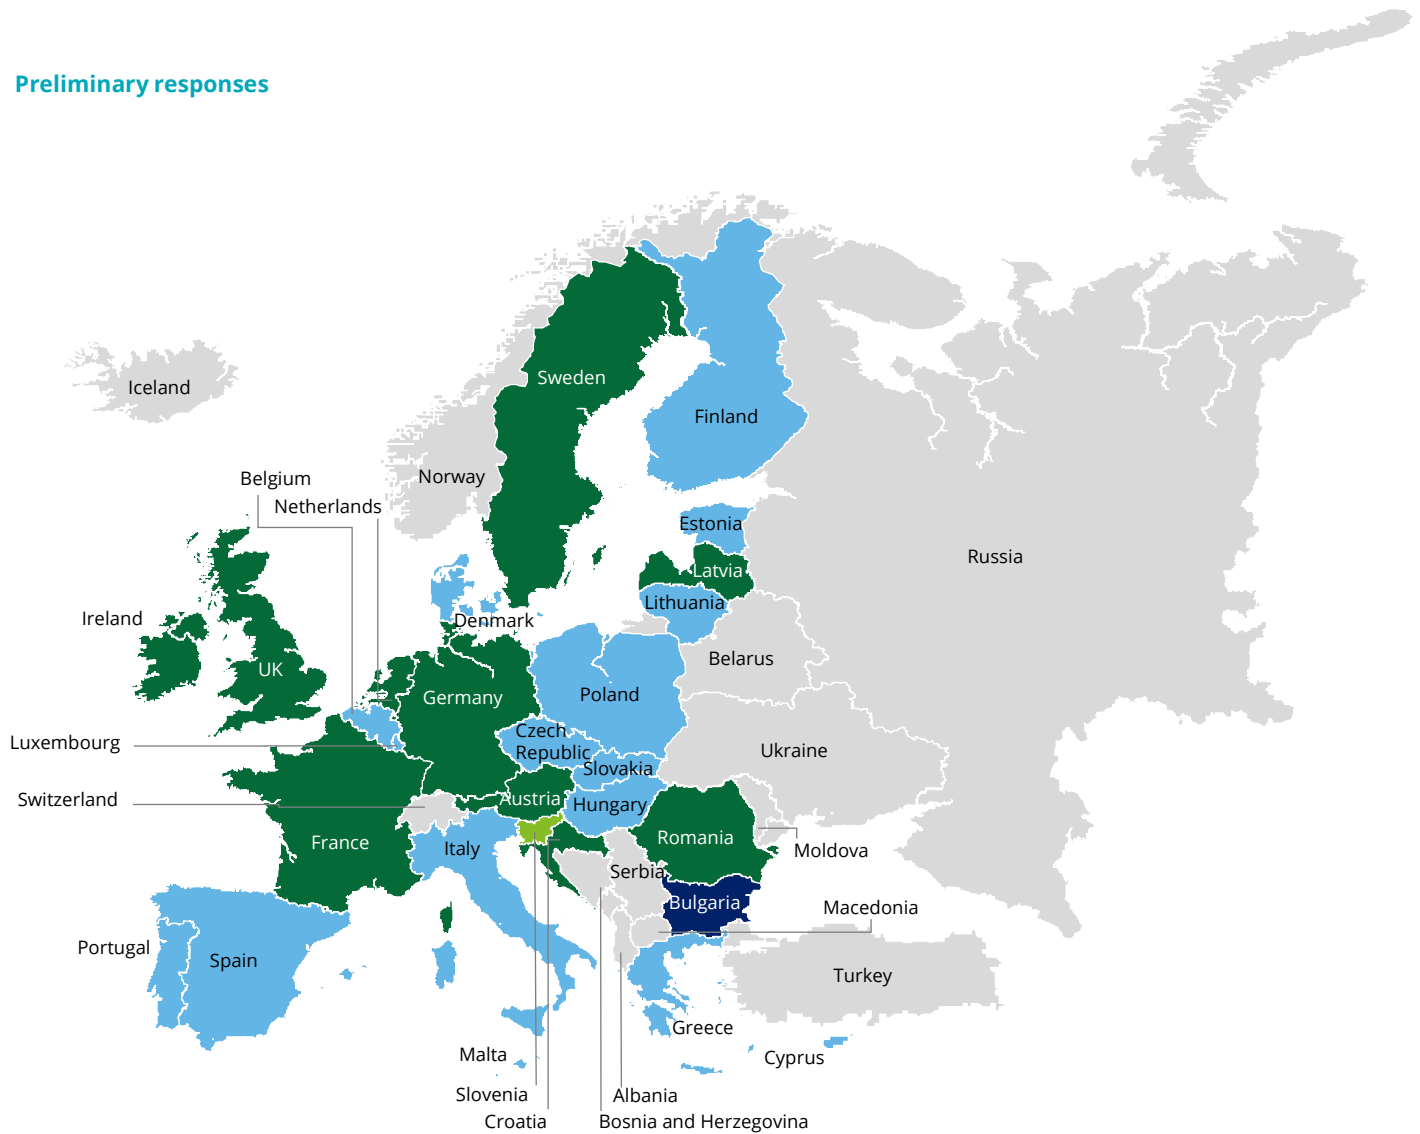 Preliminary responses
Iceland
Sweden
Finland
Norway
Belgium
Netherlands
Estonia
Russia
Latvia
Lithuania
Ireland
Denmark
Belarus
UK
Germany
Poland
Czech
Republic
Luxembourg
Ukraine
Slovakia
Switzerland
Austria
Hungary
France
Italy
Romania
Moldova
Serbia
Bulgaria
Macedonia
Portugal
Spain
Turkey
Greece
Malta
Cyprus
Slovenia
Albania
Croatia
Bosnia and Herzegovina